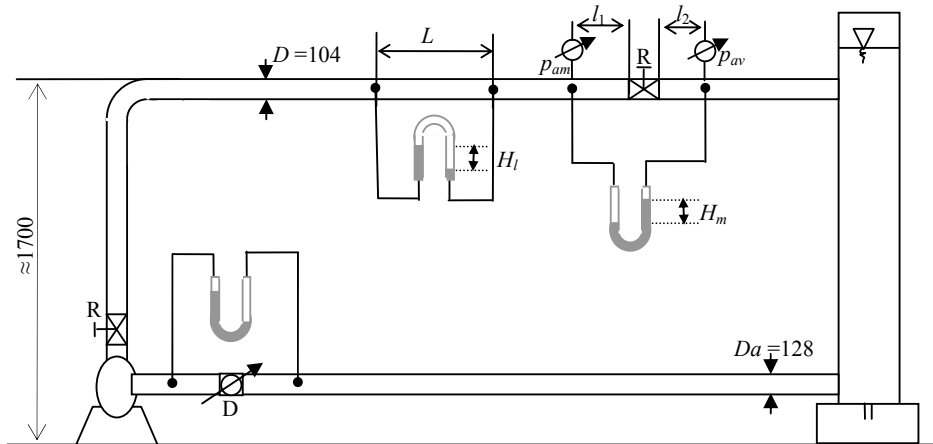 l1
l2
L
D =104
pam
R
pav
Hl
Hm
≈1700
R
Da =128
D